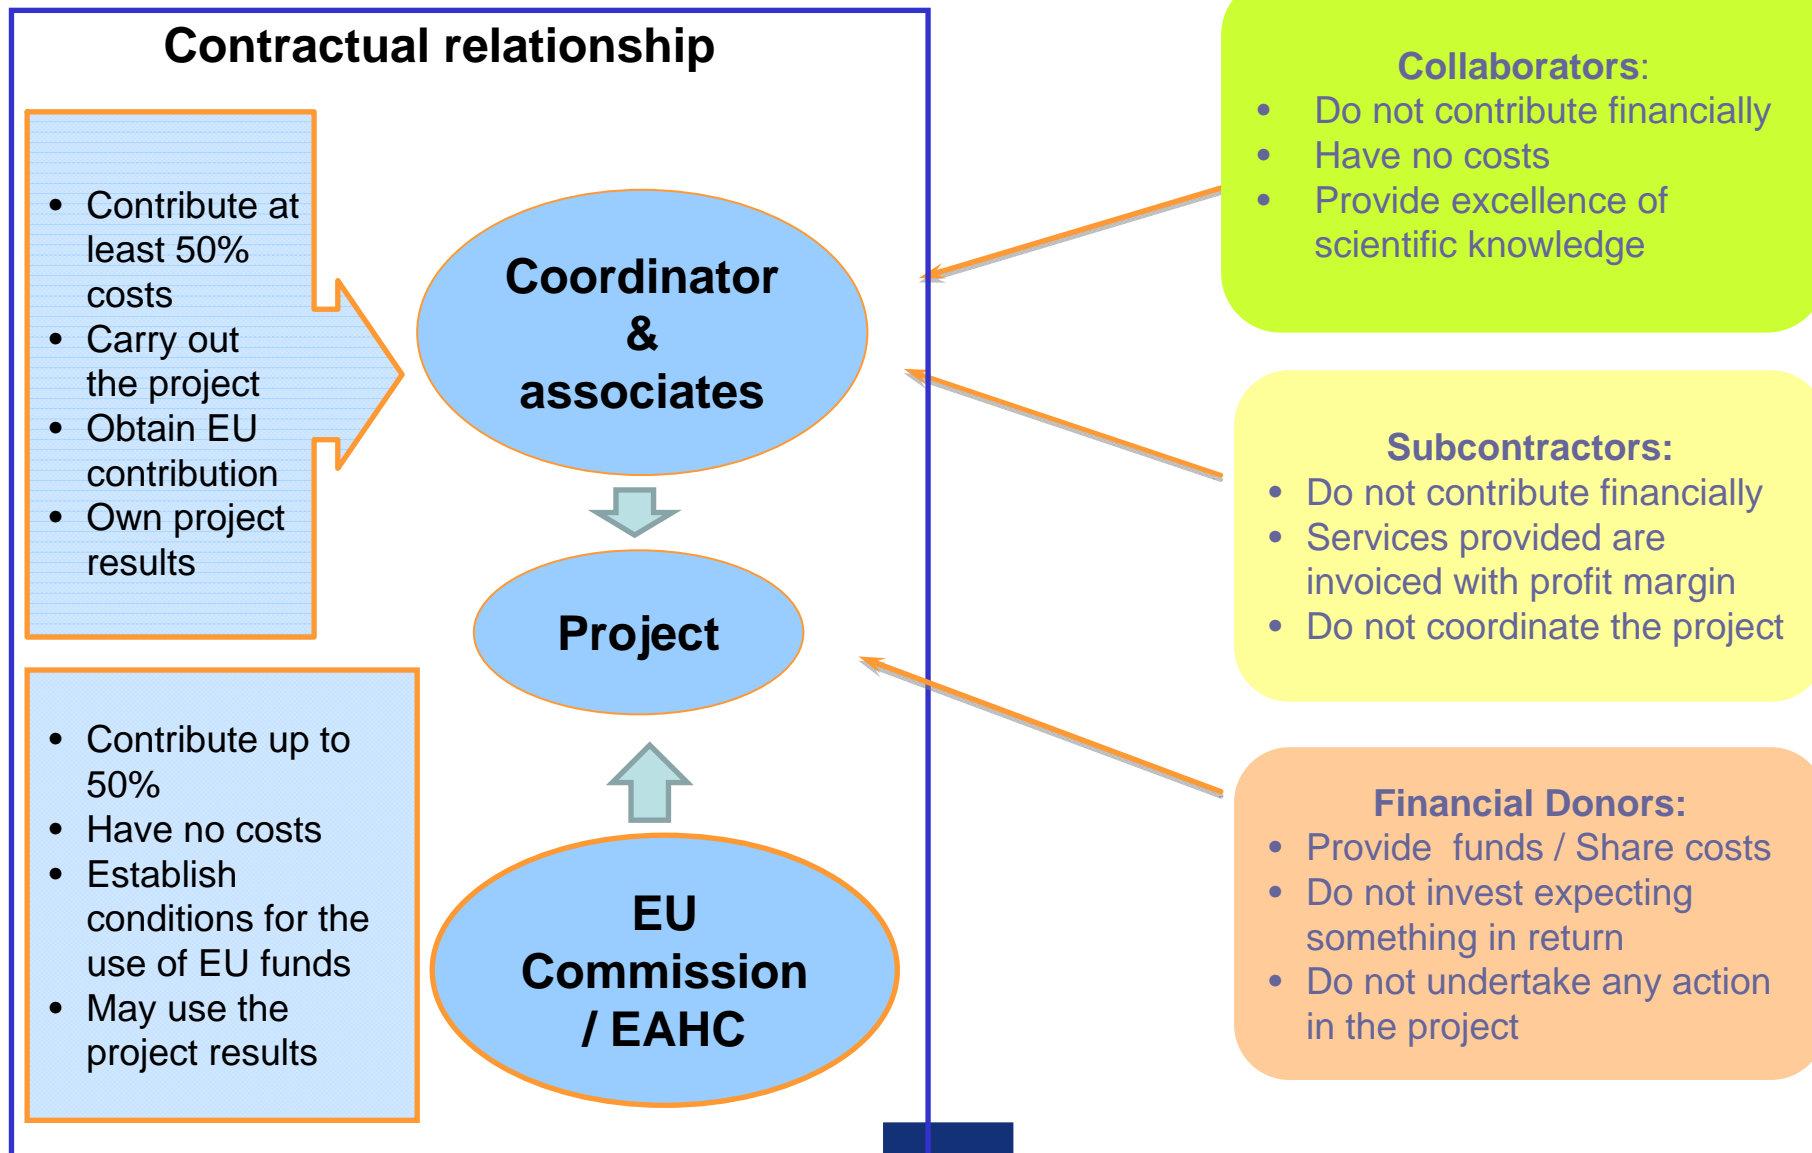 Contractual relationship
• Contribute at
least 50%
costs
• Carry out
the project
• Obtain EU
contribution
• Own project
results
Coordinator
&
associates
Project
• Contribute up to
50%
• Have no costs
• Establish
conditions for the
use of EU funds
• May use the
project results
EU
Commission
/ EAHC
Collaborators:
• Do not contribute financially
• Have no costs
• Provide excellence of
scientific knowledge
Subcontractors:
• Do not contribute financially
• Services provided are
invoiced with profit margin
• Do not coordinate the project
Financial Donors:
• Provide funds / Share costs
• Do not invest expecting
something in return
• Do not undertake any action
in the project